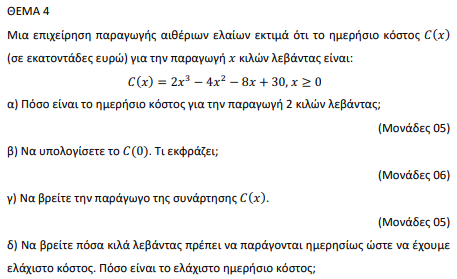 ΘΕΜΑ 4
Μια επιχείρηση παραγωγής αιθέριων ελαίων εκτιμά ότι το ημερήσιο κόστος C(x)
(σε εκατοντάδες ευρώ) για την παραγωγή x κιλών λεβάντας είναι:
C(x) = 2x³ − 4x² − 8x + 30, x ≥ 0
α) Πόσο είναι το ημερήσιο κόστος για την παραγωγή 2 κιλών λεβάντας;
(Μονάδες 05)
β) Να υπολογίσετε το C(0). Τι εκφράζει;
(Μονάδες 06)
γ) Να βρείτε την παράγωγο της συνάρτησης C(x).
(Μονάδες 05)
δ) Να βρείτε πόσα κιλά λεβάντας πρέπει να παράγονται ημερησίως ώστε να έχουμε
ελάχιστο κόστος. Πόσο είναι το ελάχιστο ημερήσιο κόστος;